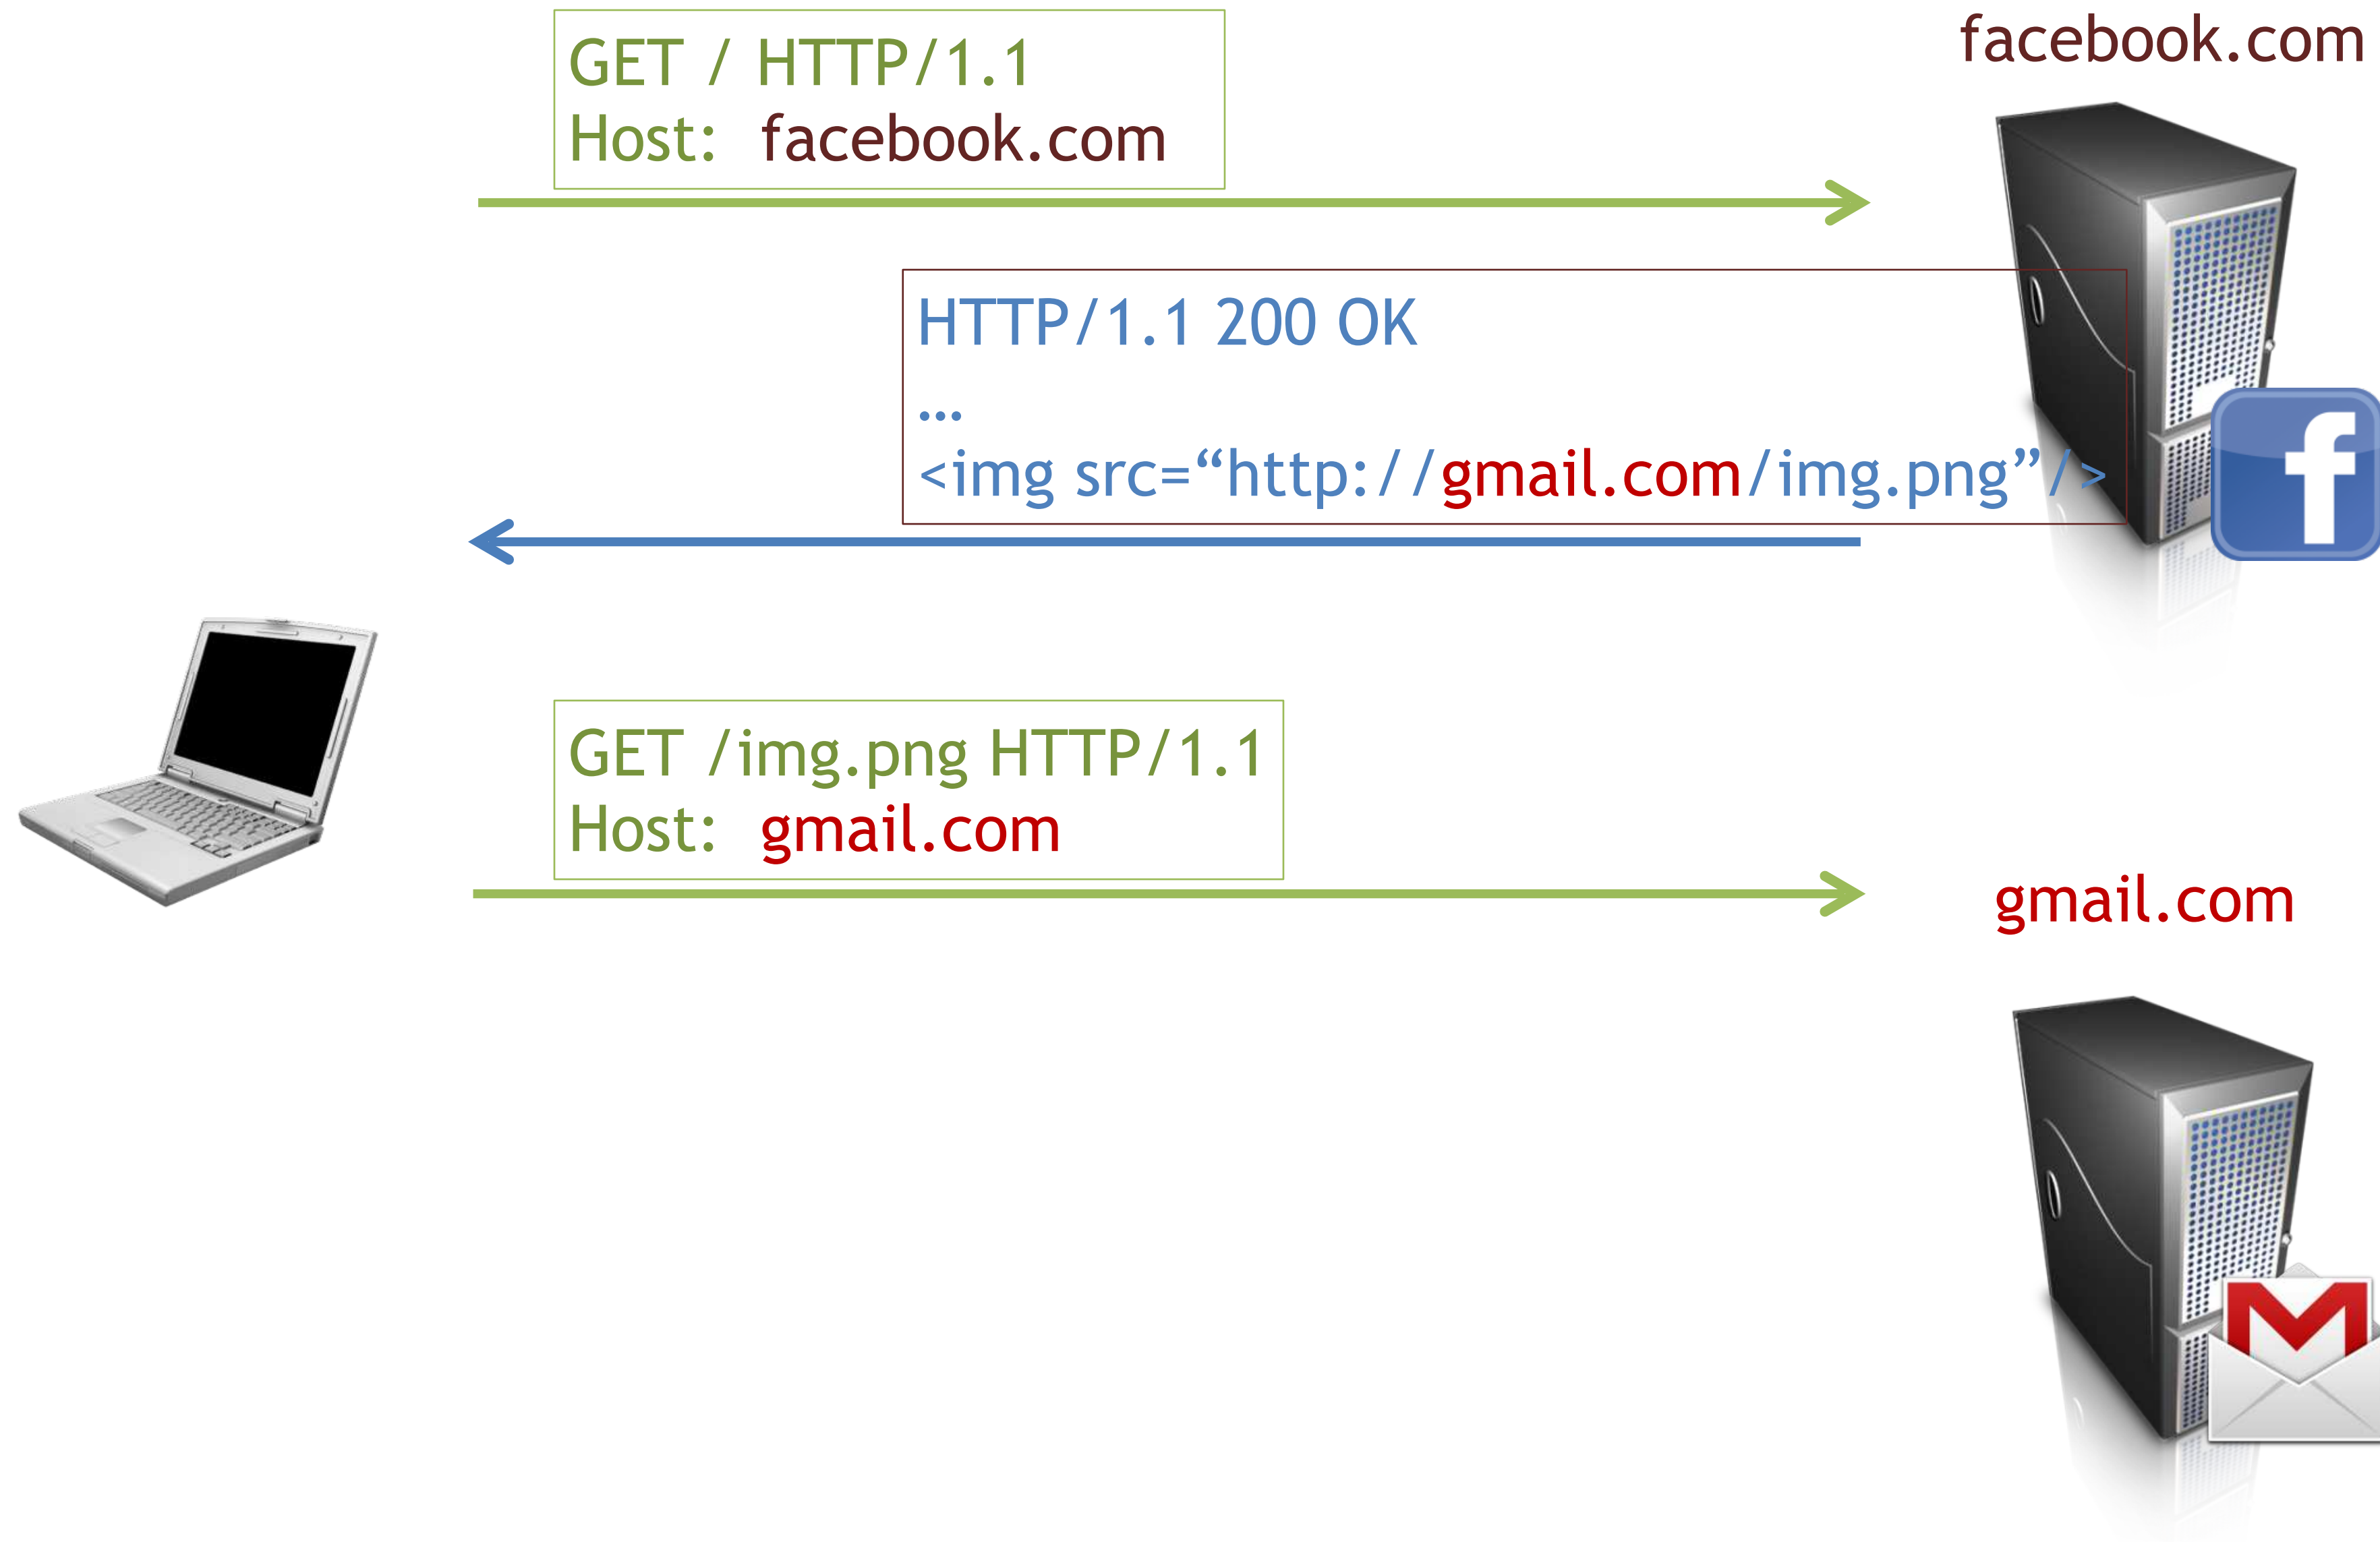 facebook.com
GET / HTTP/1.1
Host: facebook.com
HTTP/1.1 200 OK
…
<img src=“http://gmail.com/img.png”/>
GET /img.png HTTP/1.1
Host: gmail.com
gmail.com